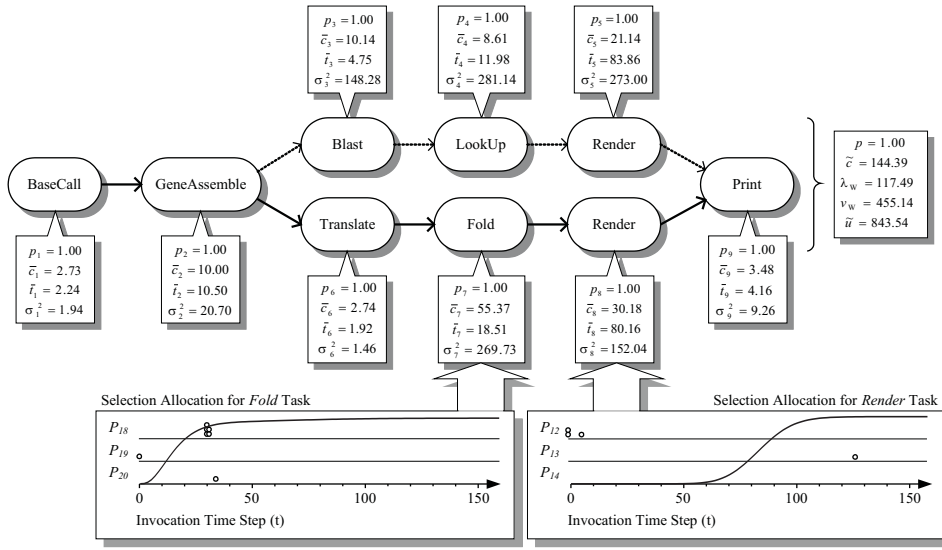 p₃ = 1.00
c̄₃ = 10.14
t̄₃ = 4.75
σ₃² = 148.28
p₄ = 1.00
c̄₄ = 8.61
t̄₄ = 11.98
σ₄² = 281.14
p₅ = 1.00
c̄₅ = 21.14
t̄₅ = 83.86
σ₅² = 273.00
Blast
LookUp
Render
BaseCall
GeneAssemble
Print
Translate
Fold
Render
p = 1.00
c̃ = 144.39
λ_W = 117.49
v_W = 455.14
ũ = 843.54
p₁ = 1.00
c̄₁ = 2.73
t̄₁ = 2.24
σ₁² = 1.94
p₂ = 1.00
c̄₂ = 10.00
t̄₂ = 10.50
σ₂² = 20.70
p₆ = 1.00
c̄₆ = 2.74
t̄₆ = 1.92
σ₆² = 1.46
p₇ = 1.00
c̄₇ = 55.37
t̄₇ = 18.51
σ₇² = 269.73
p₈ = 1.00
c̄₈ = 30.18
t̄₈ = 80.16
σ₈² = 152.04
p₉ = 1.00
c̄₉ = 3.48
t̄₉ = 4.16
σ₉² = 9.26
Selection Allocation for Fold Task
P₁₈
P₁₉
P₂₀
0 50 100 150
Invocation Time Step (t)
Selection Allocation for Render Task
P₁₂
P₁₃
P₁₄
0 50 100 150
Invocation Time Step (t)